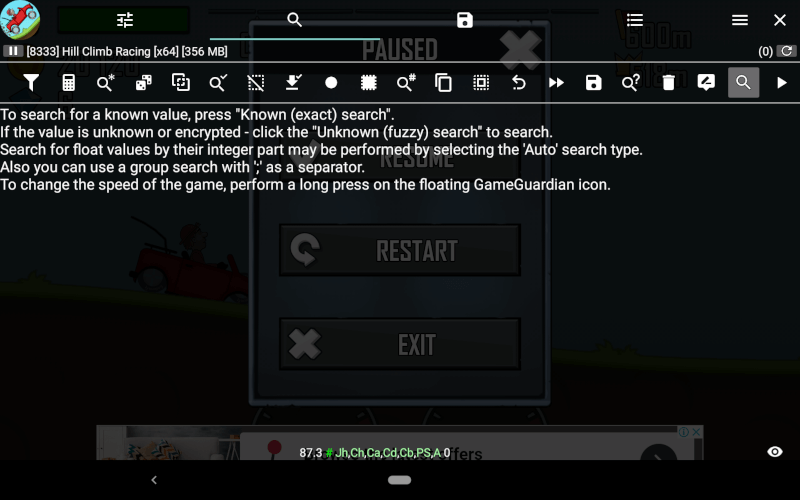 PAUSED
600m
[8333] Hill Climb Racing [x64] [356 MB]
(0)
To search for a known value, press "Known (exact) search".
If the value is unknown or encrypted - click the "Unknown (fuzzy) search" to search.
Search for float values by their integer part may be performed by selecting the 'Auto' search type.
Also you can use a group search with ';' as a separator.
To change the speed of the game, perform a long press on the floating GameGuardian icon.
RESUME
RESTART
EXIT
87.3 # Jh,Ch,Ca,Cd,Cb,PS,A 0